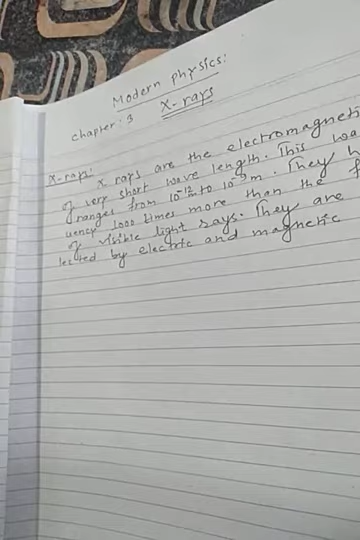 Modern physics:
chapter: 3 X-rays
X-rays: X rays are the electromagneti
of very short wave length. This wa
ranges from 10⁻¹² m to 10⁻⁹ m. They h
uency 1000 times more than the f
of visible light rays. They are
lected by electric and magnetic